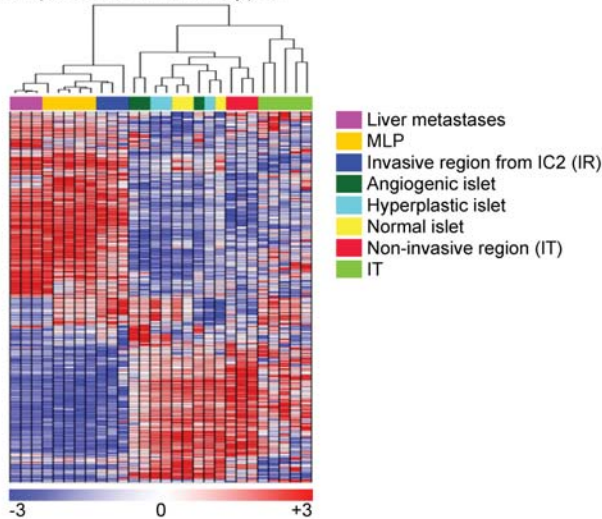 Liver metastases
MLP
Invasive region from IC2 (IR)
Angiogenic islet
Hyperplastic islet
Normal islet
Non-invasive region (IT)
IT
-3 0 +3